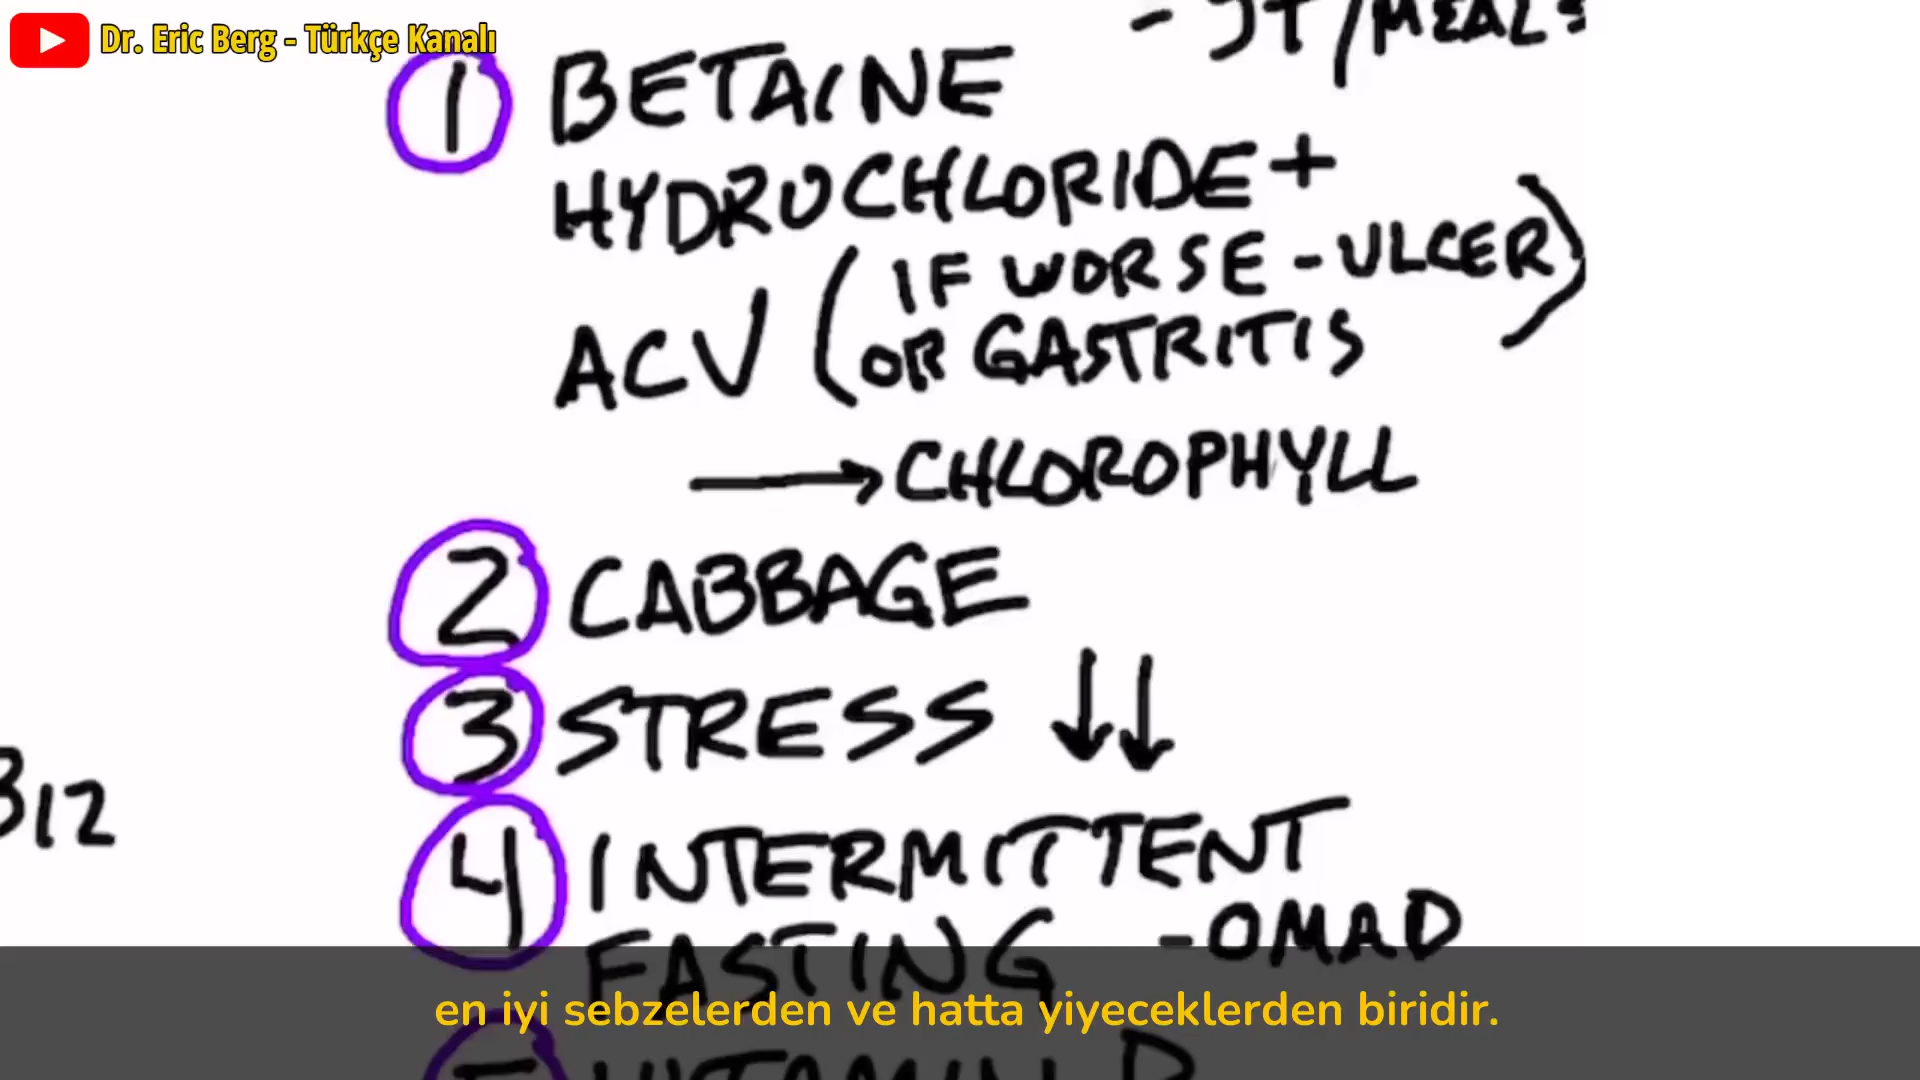 Dr. Eric Berg - Türkçe Kanalı
1 BETAINE
HYDROCHLORIDE +
ACV (IF WORSE - ULCER
OR GASTRITIS)
→ CHLOROPHYLL
2 CABBAGE
3 STRESS ↓↓
4 INTERMITTENT
FASTING - OMAD
B12
en iyi sebzelerden ve hatta yiyeceklerden biridir.